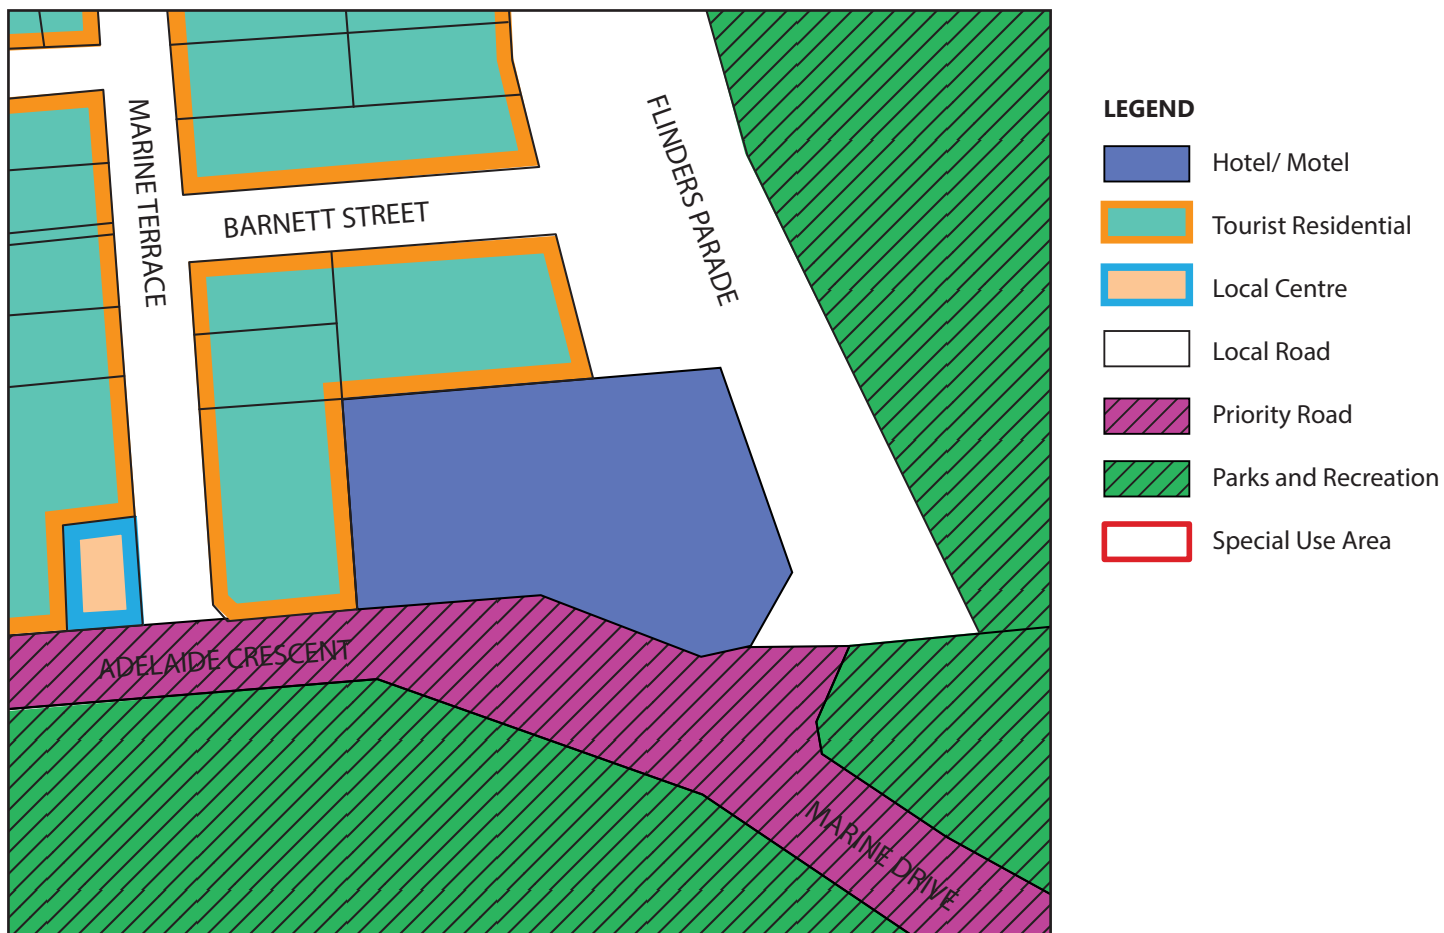 MARINE TERRACE
BARNETT STREET
FLINDERS PARADE
ADELAIDE CRESCENT
MARINE DRIVE
LEGEND
Hotel/ Motel
Tourist Residential
Local Centre
Local Road
Priority Road
Parks and Recreation
Special Use Area